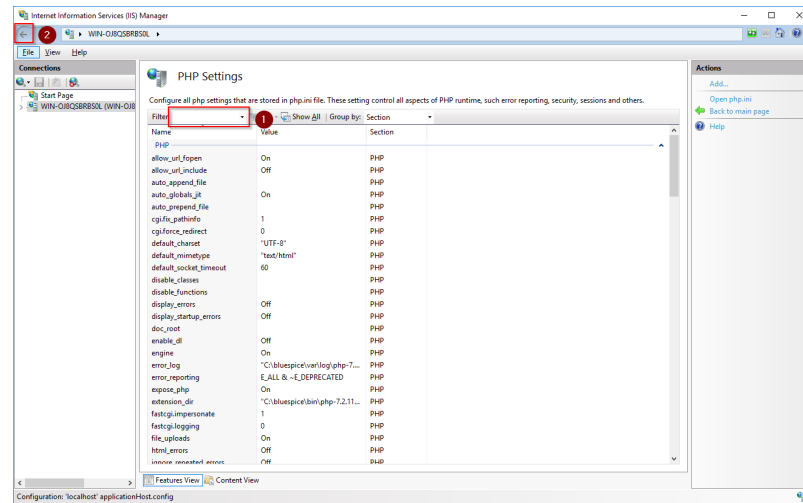 Internet Information Services (IIS) Manager
2
WIN-OJ8QSBRBS0L
File View Help
Connections
Start Page
WIN-OJ8QSBRBS0L (WIN-OJ8
PHP Settings
Configure all php settings that are stored in php.ini file. These setting control all aspects of PHP runtime, such error reporting, security, sessions and others.
Filter 1 Show All Group by: Section
Name Value Section
PHP
allow_url_fopen On PHP
allow_url_include Off PHP
auto_append_file PHP
auto_globals_jit On PHP
auto_prepend_file PHP
cgi.fix_pathinfo 1 PHP
cgi.force_redirect 0 PHP
default_charset "UTF-8" PHP
default_mimetype "text/html" PHP
default_socket_timeout 60 PHP
disable_classes PHP
disable_functions PHP
display_errors Off PHP
display_startup_errors Off PHP
doc_root PHP
enable_dl Off PHP
engine On PHP
error_log "C:\bluespice\var\log\php-7.... PHP
error_reporting E_ALL & ~E_DEPRECATED PHP
expose_php On PHP
extension_dir "C:\bluespice\bin\php-7.2.11... PHP
fastcgi.impersonate 1 PHP
fastcgi.logging 0 PHP
file_uploads On PHP
html_errors Off PHP
ignore_repeated_errors Off PHP
Features View Content View
Actions
Add...
Open php.ini
Back to main page
Help
Configuration: 'localhost' applicationHost.config